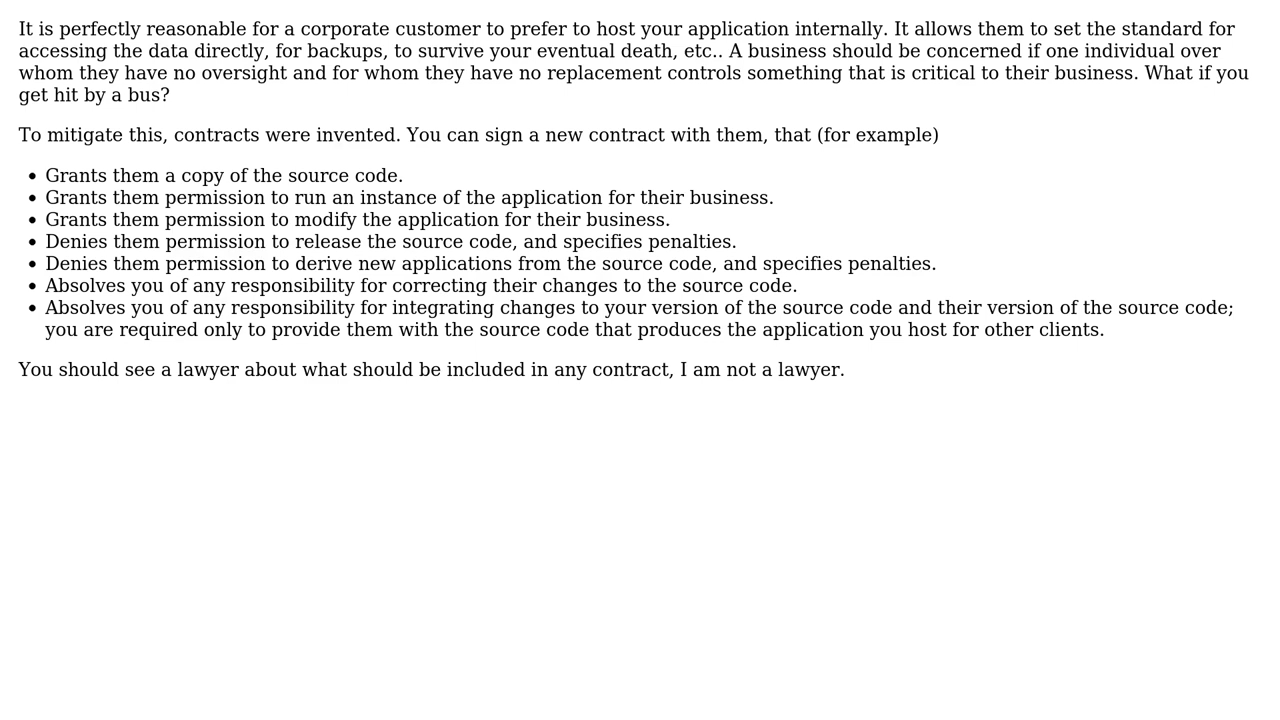 It is perfectly reasonable for a corporate customer to prefer to host your application internally. It allows them to set the standard for
accessing the data directly, for backups, to survive your eventual death, etc.. A business should be concerned if one individual over
whom they have no oversight and for whom they have no replacement controls something that is critical to their business. What if you
get hit by a bus?
To mitigate this, contracts were invented. You can sign a new contract with them, that (for example)
• Grants them a copy of the source code.
• Grants them permission to run an instance of the application for their business.
• Grants them permission to modify the application for their business.
• Denies them permission to release the source code, and specifies penalties.
• Denies them permission to derive new applications from the source code, and specifies penalties.
• Absolves you of any responsibility for correcting their changes to the source code.
• Absolves you of any responsibility for integrating changes to your version of the source code and their version of the source code;
you are required only to provide them with the source code that produces the application you host for other clients.
You should see a lawyer about what should be included in any contract, I am not a lawyer.